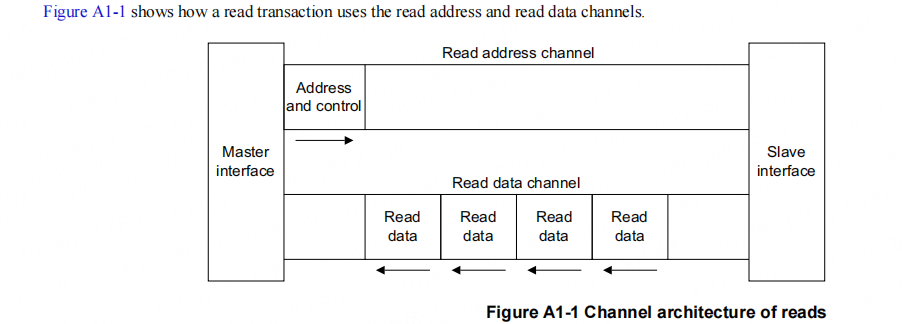 Figure A1-1 shows how a read transaction uses the read address and read data channels.
Read address channel
Address
and control
Master
interface
Slave
interface
Read data channel
Read
data
Read
data
Read
data
Read
data
Figure A1-1 Channel architecture of reads